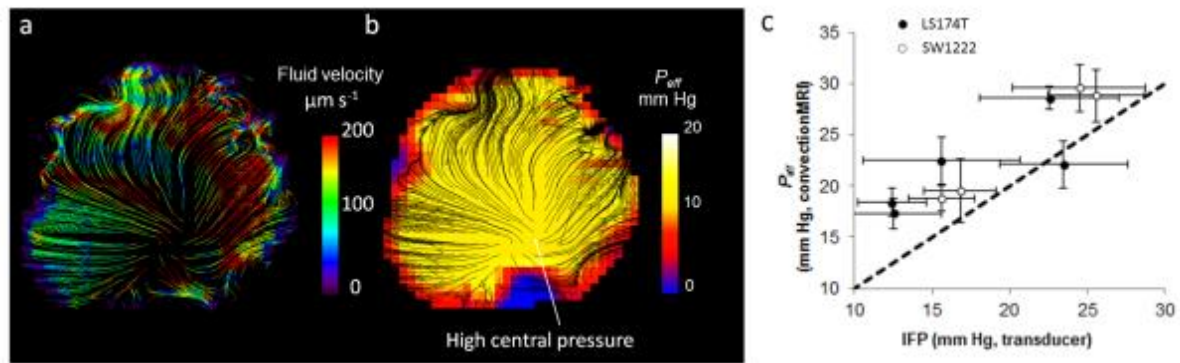 a
Fluid velocity
µm s⁻¹
200
100
0
b
P_eff
mm Hg
20
10
0
High central pressure
c
LS174T
SW1222
P_eff
(mm Hg, convectionMRI)
35
30
25
20
15
10
10 15 20 25 30
IFP (mm Hg, transducer)